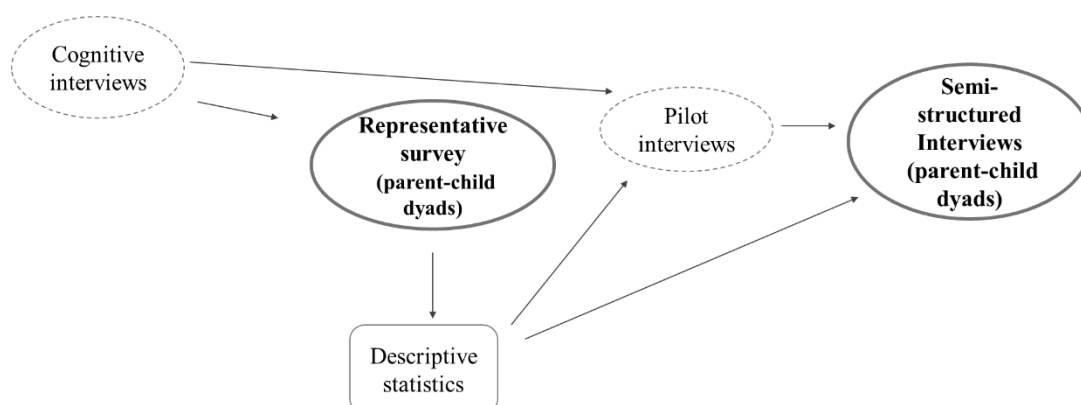 Cognitive
interviews
Representative
survey
(parent-child
dyads)
Pilot
interviews
Semi-
structured
Interviews
(parent-child
dyads)
Descriptive
statistics